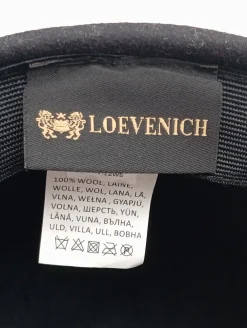 LOEVENICH
100% WOOL, LAINE,
WOLLE, WOL, LANA, LÃ,
VLNA, WEŁNA, GYAPJÚ,
VOLNA, ШЕРСТЬ, YÜN,
LÂNĂ, VUNA, ВЪЛНА,
ULD, VILLA, ULL, ВОВНА